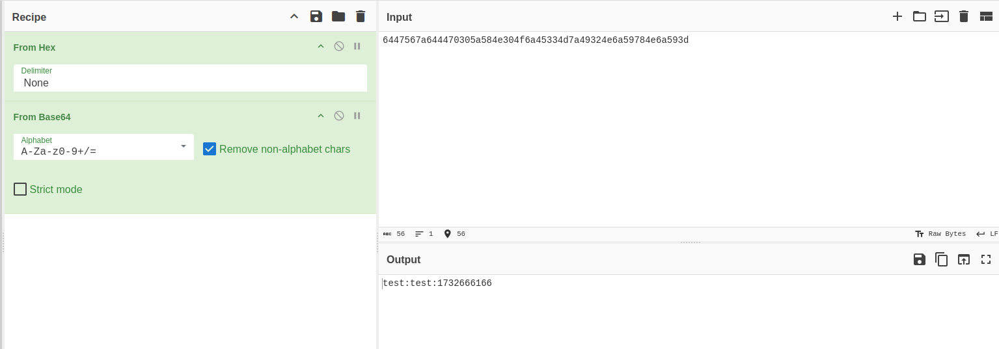 Recipe
From Hex
Delimiter
None
From Base64
Alphabet
A-Za-z0-9+/=
Remove non-alphabet chars
Strict mode
Input
6447567a644470305a584e304f6a45334d7a49324e6a59784e6a593d
ABC 56 1 56
Raw Bytes LF
Output
test:test:1732666166